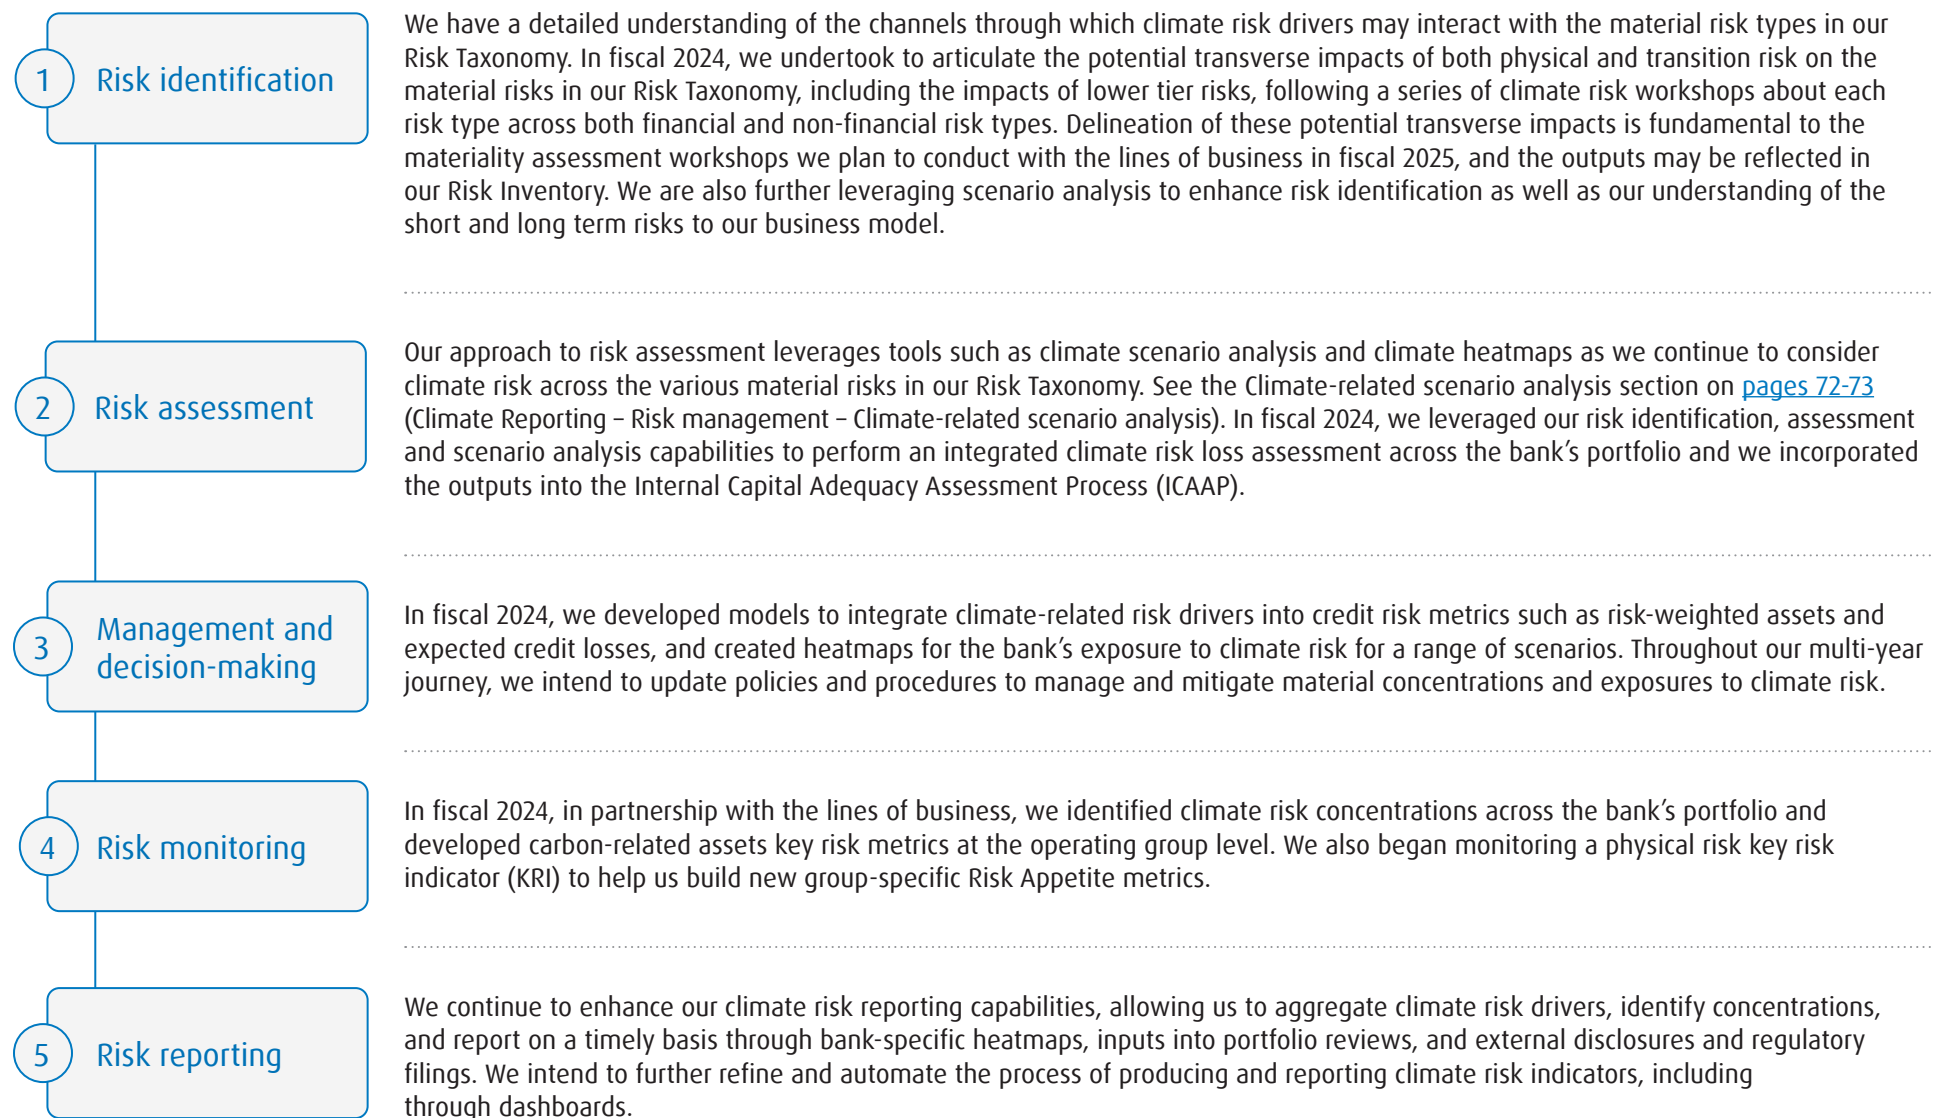 1 Risk identification
We have a detailed understanding of the channels through which climate risk drivers may interact with the material risk types in our
Risk Taxonomy. In fiscal 2024, we undertook to articulate the potential transverse impacts of both physical and transition risk on the
material risks in our Risk Taxonomy, including the impacts of lower tier risks, following a series of climate risk workshops about each
risk type across both financial and non-financial risk types. Delineation of these potential transverse impacts is fundamental to the
materiality assessment workshops we plan to conduct with the lines of business in fiscal 2025, and the outputs may be reflected in
our Risk Inventory. We are also further leveraging scenario analysis to enhance risk identification as well as our understanding of the
short and long term risks to our business model.
2 Risk assessment
Our approach to risk assessment leverages tools such as climate scenario analysis and climate heatmaps as we continue to consider
climate risk across the various material risks in our Risk Taxonomy. See the Climate-related scenario analysis section on pages 72-73
(Climate Reporting – Risk management – Climate-related scenario analysis). In fiscal 2024, we leveraged our risk identification, assessment
and scenario analysis capabilities to perform an integrated climate risk loss assessment across the bank’s portfolio and we incorporated
the outputs into the Internal Capital Adequacy Assessment Process (ICAAP).
3 Management and
decision-making
In fiscal 2024, we developed models to integrate climate-related risk drivers into credit risk metrics such as risk-weighted assets and
expected credit losses, and created heatmaps for the bank’s exposure to climate risk for a range of scenarios. Throughout our multi-year
journey, we intend to update policies and procedures to manage and mitigate material concentrations and exposures to climate risk.
4 Risk monitoring
In fiscal 2024, in partnership with the lines of business, we identified climate risk concentrations across the bank’s portfolio and
developed carbon-related assets key risk metrics at the operating group level. We also began monitoring a physical risk key risk
indicator (KRI) to help us build new group-specific Risk Appetite metrics.
5 Risk reporting
We continue to enhance our climate risk reporting capabilities, allowing us to aggregate climate risk drivers, identify concentrations,
and report on a timely basis through bank-specific heatmaps, inputs into portfolio reviews, and external disclosures and regulatory
filings. We intend to further refine and automate the process of producing and reporting climate risk indicators, including
through dashboards.